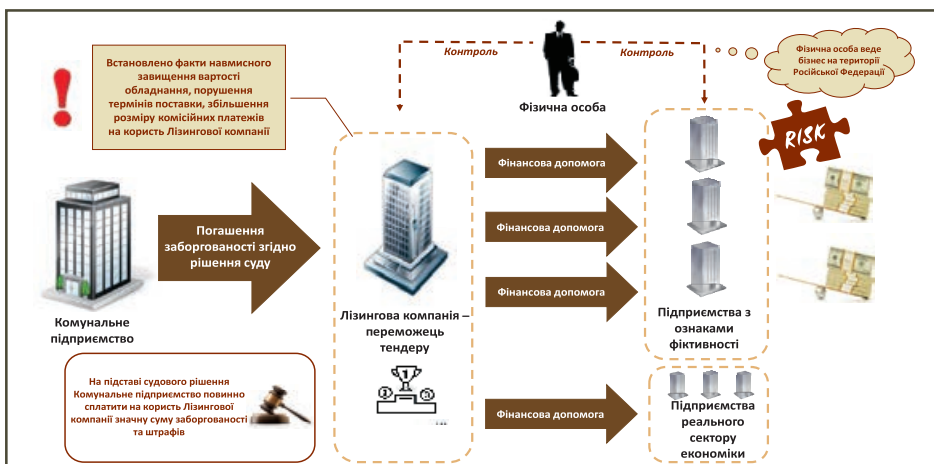 Контроль
Контроль
Фізична особа
Фізична особа веде
бізнес на території
Російської Федерації
Встановлено факти навмисного
завищення вартості
обладнання, порушення
термінів поставки, збільшення
розміру комісійних платежів
на користь Лізингової компанії
RISK
Фінансова допомога
Фінансова допомога
Фінансова допомога
Погашення
заборгованості згідно
рішення суду
Комунальне
підприємство
Лізингова компанія –
переможець
тендеру
Підприємства з
ознаками
фіктивності
На підставі судового рішення
Комунальне підприємство повинно
сплатити на користь Лізингової
компанії значну суму заборгованості
та штрафів
1
Фінансова допомога
Підприємства
реального
сектору
економіки